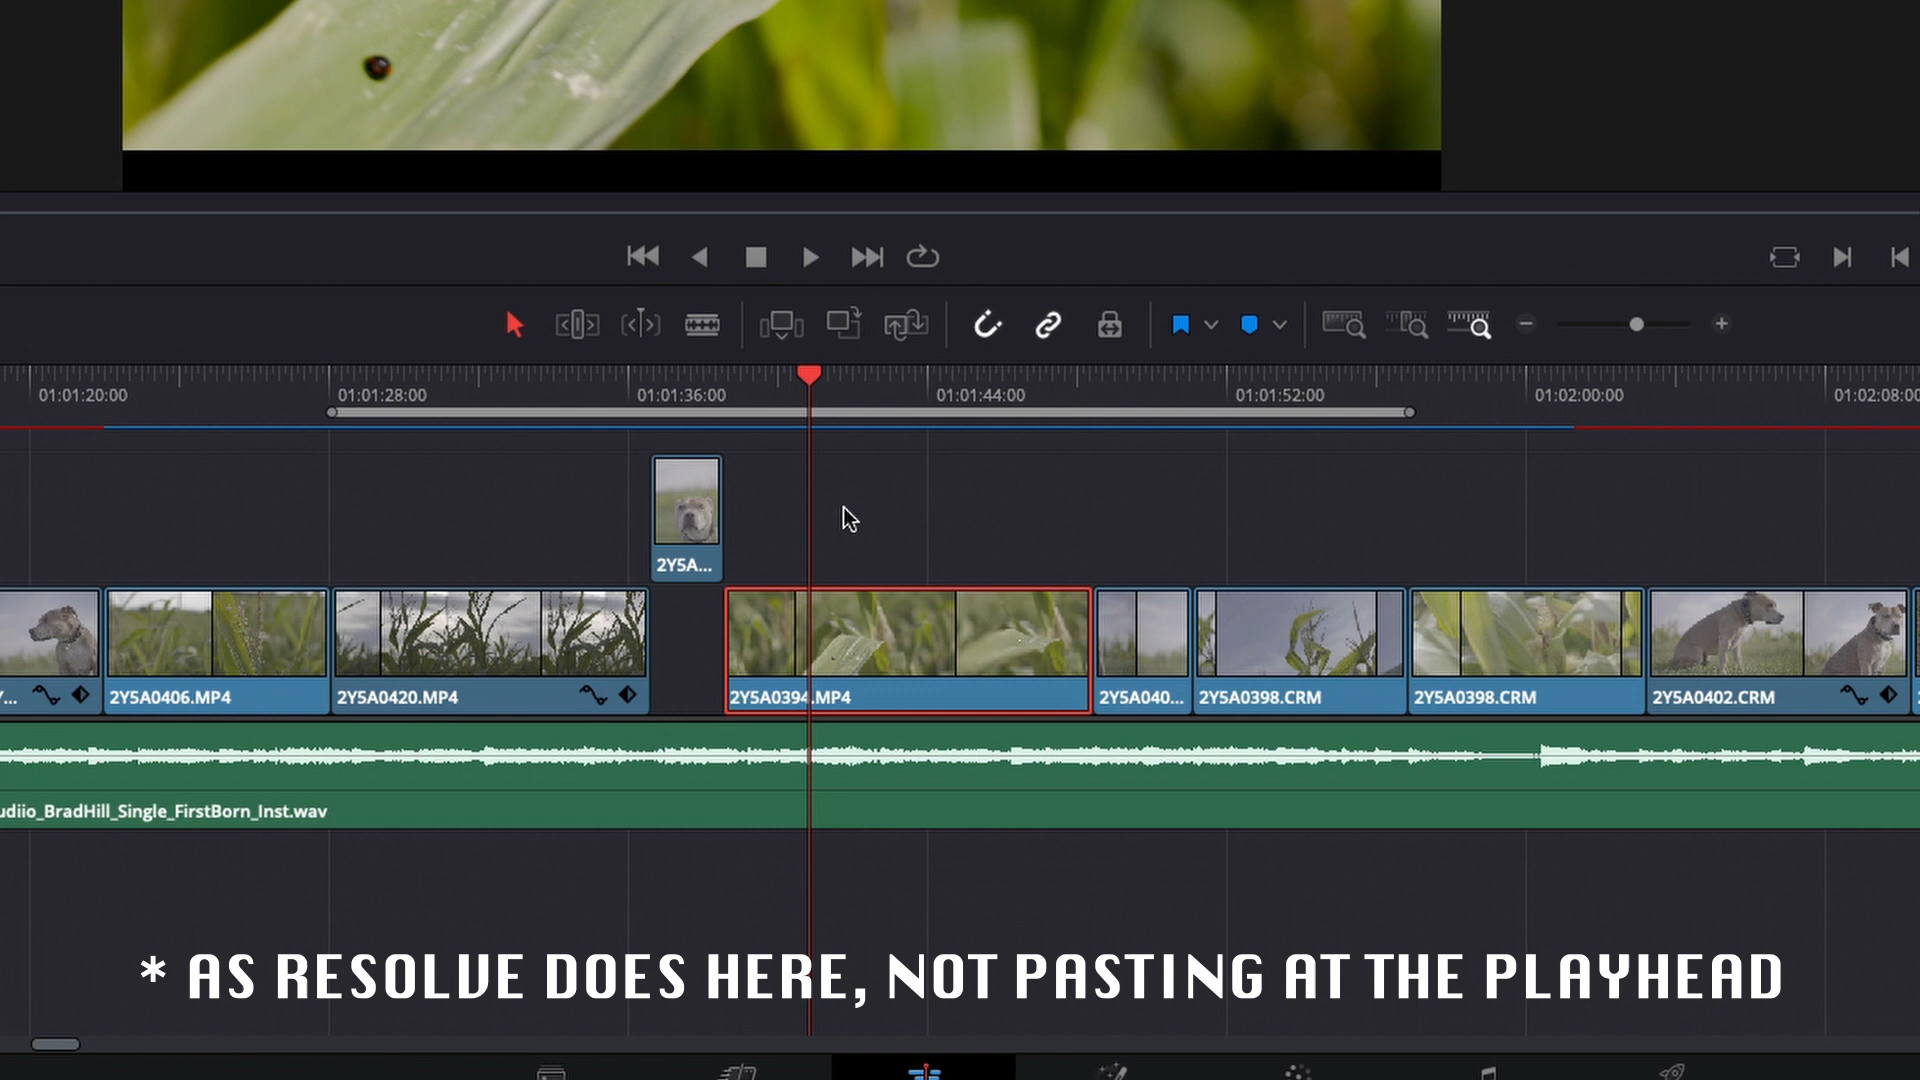 01:01:20:00
01:01:28:00
01:01:36:00
01:01:44:00
01:01:52:00
01:02:00:00
01:02:08:00
2Y5A...
2Y5A0406.MP4
2Y5A0420.MP4
2Y5A0394.MP4
2Y5A040...
2Y5A0398.CRM
2Y5A0398.CRM
2Y5A0402.CRM
udiio_BradHill_Single_FirstBorn_Inst.wav
* AS RESOLVE DOES HERE, NOT PASTING AT THE PLAYHEAD